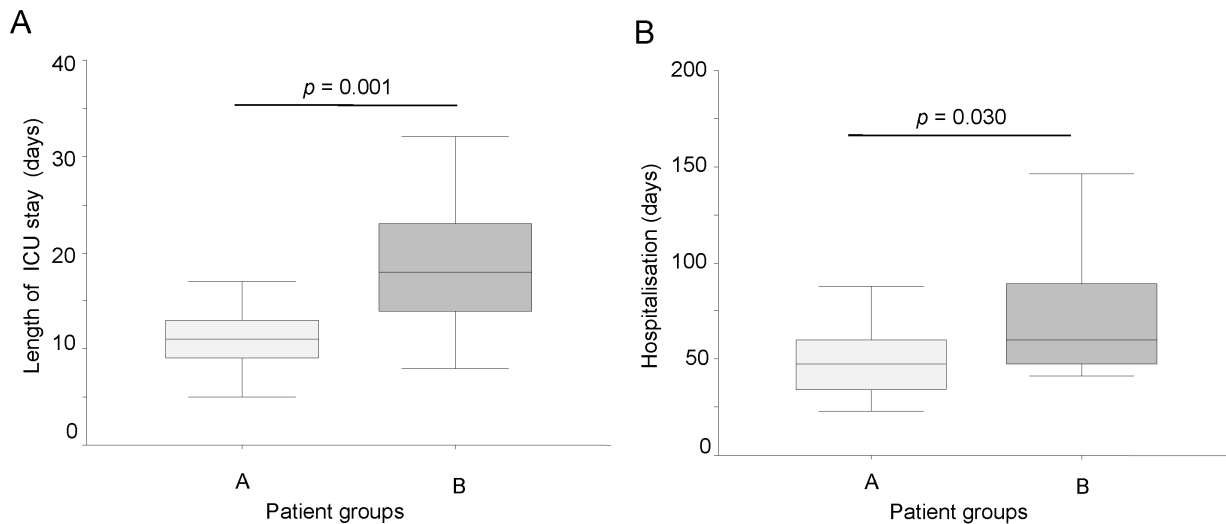 A
Length of ICU stay (days)
40
30
20
10
0
p = 0.001
A
B
Patient groups
B
Hospitalisation (days)
200
150
100
50
0
p = 0.030
A
B
Patient groups